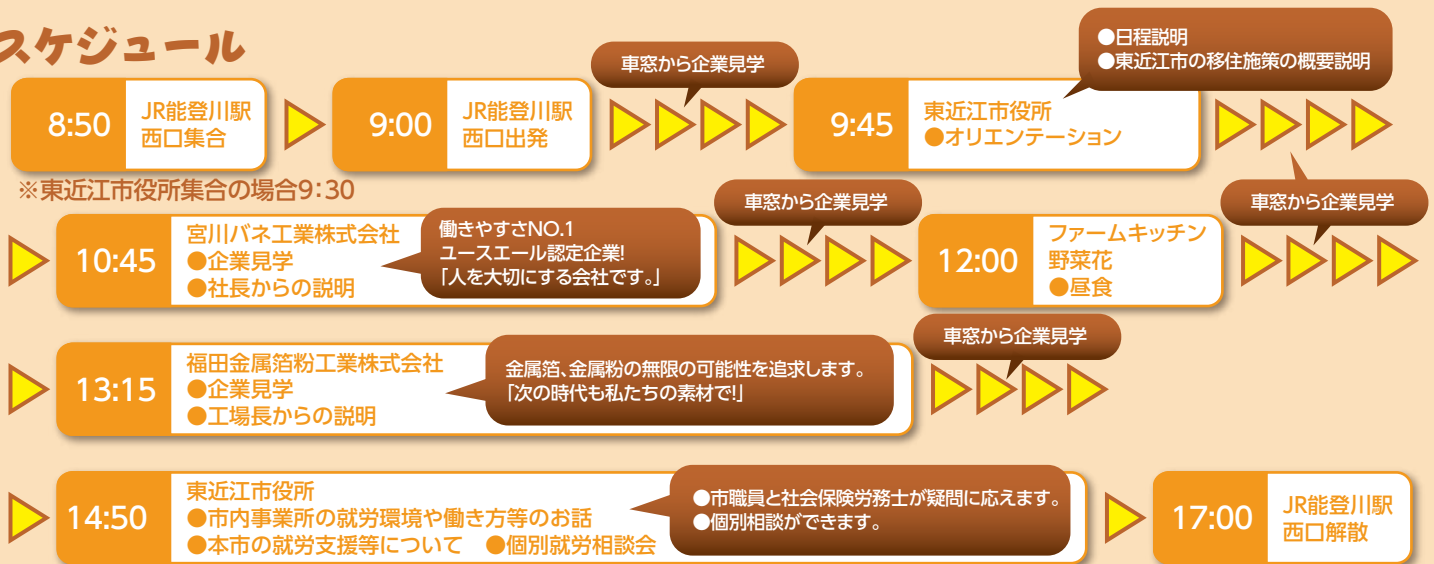 スケジュール
8:50
JR能登川駅
西口集合
9:00
JR能登川駅
西口出発
車窓から企業見学
9:45
東近江市役所
●オリエンテーション
●日程説明
●東近江市の移住施策の概要説明
※東近江市役所集合の場合9:30
車窓から企業見学
10:45
宮川バネ工業株式会社
●企業見学
●社長からの説明
働きやすさNO.1
ユースエール認定企業!
「人を大切にする会社です。」
車窓から企業見学
12:00
ファームキッチン
野菜花
●昼食
車窓から企業見学
13:15
福田金属箔粉工業株式会社
●企業見学
●工場長からの説明
金属箔、金属粉の無限の可能性を追求します。
「次の時代も私たちの素材で!」
14:50
東近江市役所
●市内事業所の就労環境や働き方等のお話
●本市の就労支援等について ●個別就労相談会
●市職員と社会保険労務士が疑問に応えます。
●個別相談ができます。
17:00
JR能登川駅
西口解散